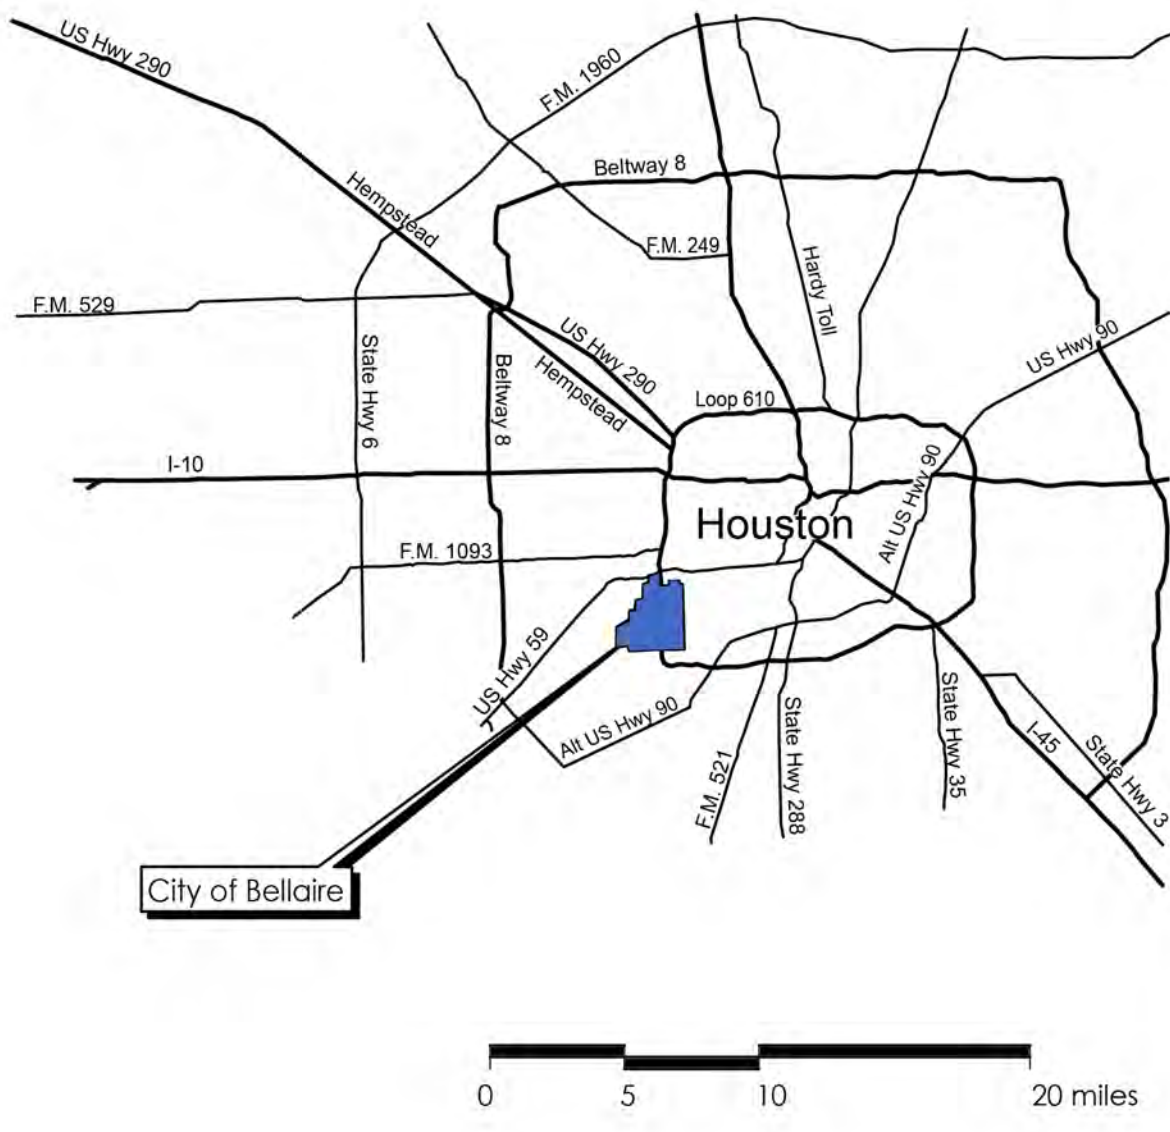 US Hwy 290
F.M. 1960
Beltway 8
Hempstead
F.M. 249
Hardy Toll
F.M. 529
US Hwy 290
US Hwy 90
State Hwy 6
Beltway 8
Hempstead
Loop 610
I-10
Alt US Hwy 90
Houston
F.M. 1093
US Hwy 59
Alt US Hwy 90
F.M. 521
State Hwy 288
State Hwy 35
I-45
State Hwy 3
City of Bellaire
0 5 10 20 miles